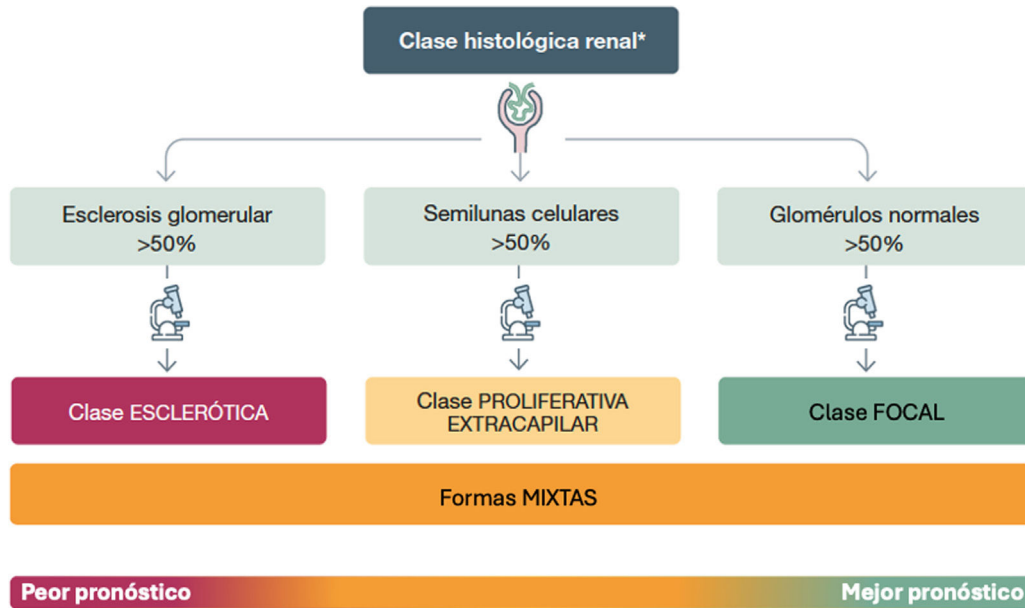 Clase histológica renal*
Esclerosis glomerular
>50%
Semilunas celulares
>50%
Glomérulos normales
>50%
Clase ESCLERÓTICA
Clase PROLIFERATIVA
EXTRACAPILAR
Clase FOCAL
Formas MIXTAS
Peor pronóstico
Mejor pronóstico